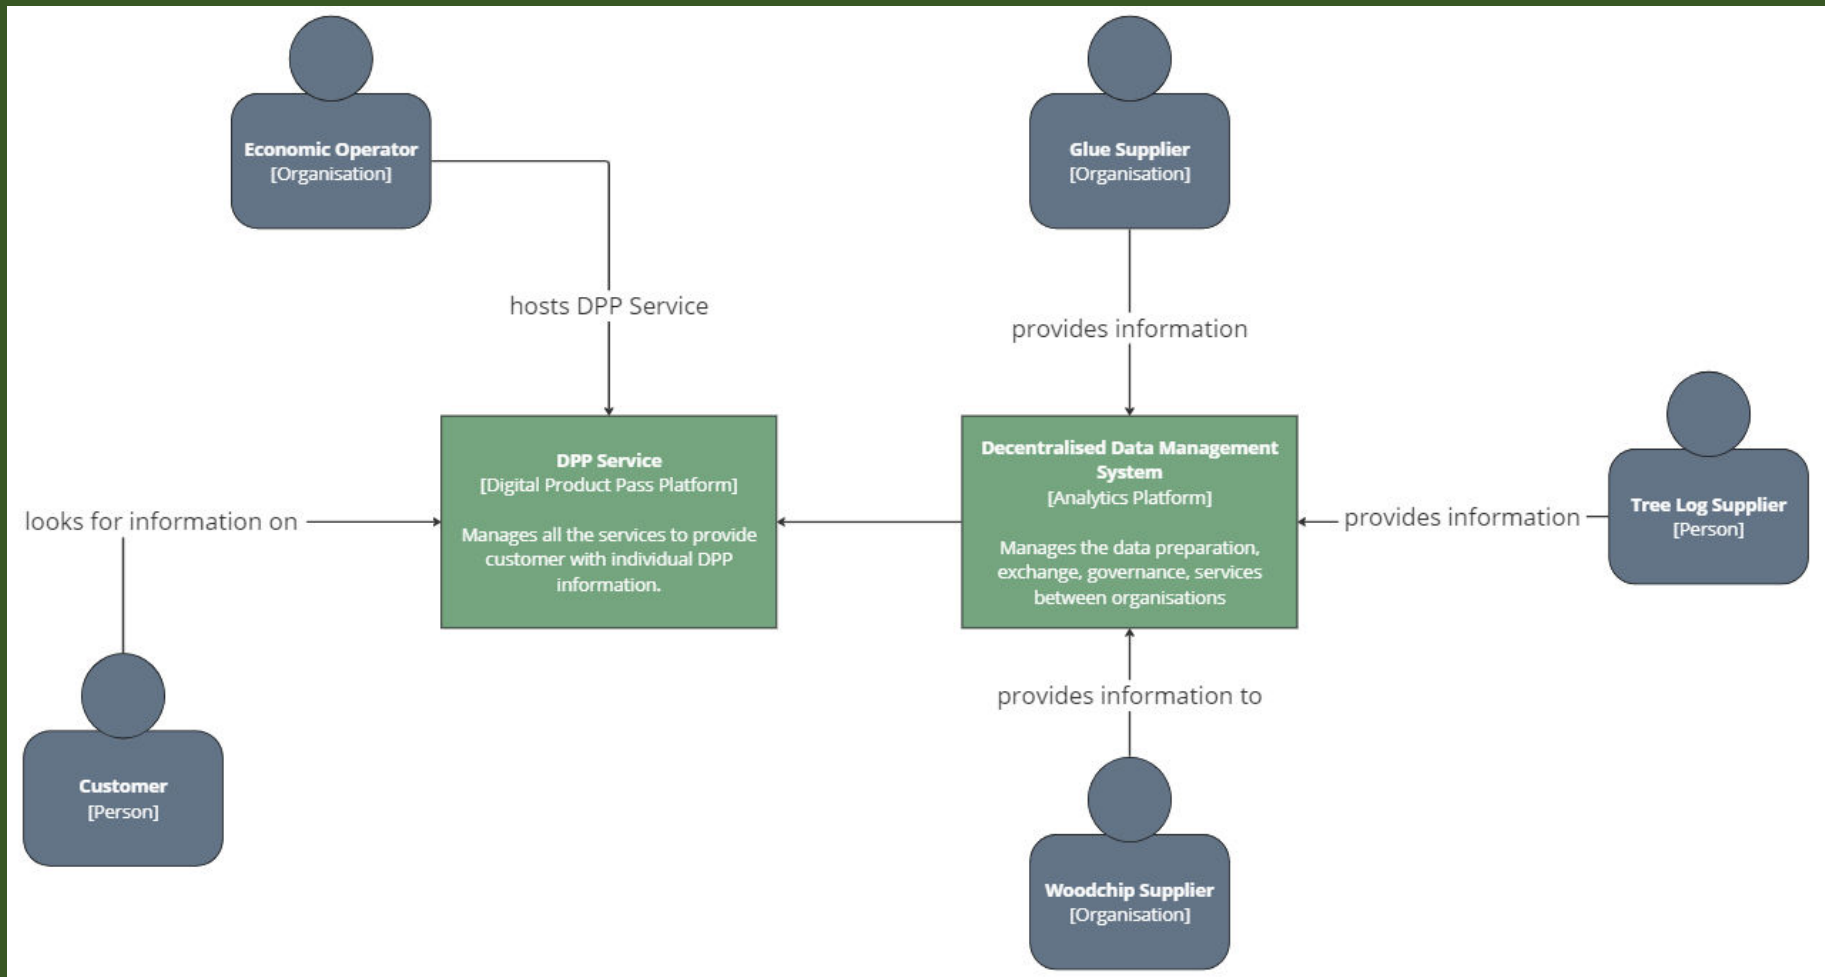 Economic Operator
[Organisation]
Glue Supplier
[Organisation]
hosts DPP Service
provides information
DPP Service
[Digital Product Pass Platform]
Manages all the services to provide
customer with individual DPP
information.
Decentralised Data Management
System
[Analytics Platform]
Manages the data preparation,
exchange, governance, services
between organisations
looks for information on
provides information
Tree Log Supplier
[Person]
provides information to
Customer
[Person]
Woodchip Supplier
[Organisation]